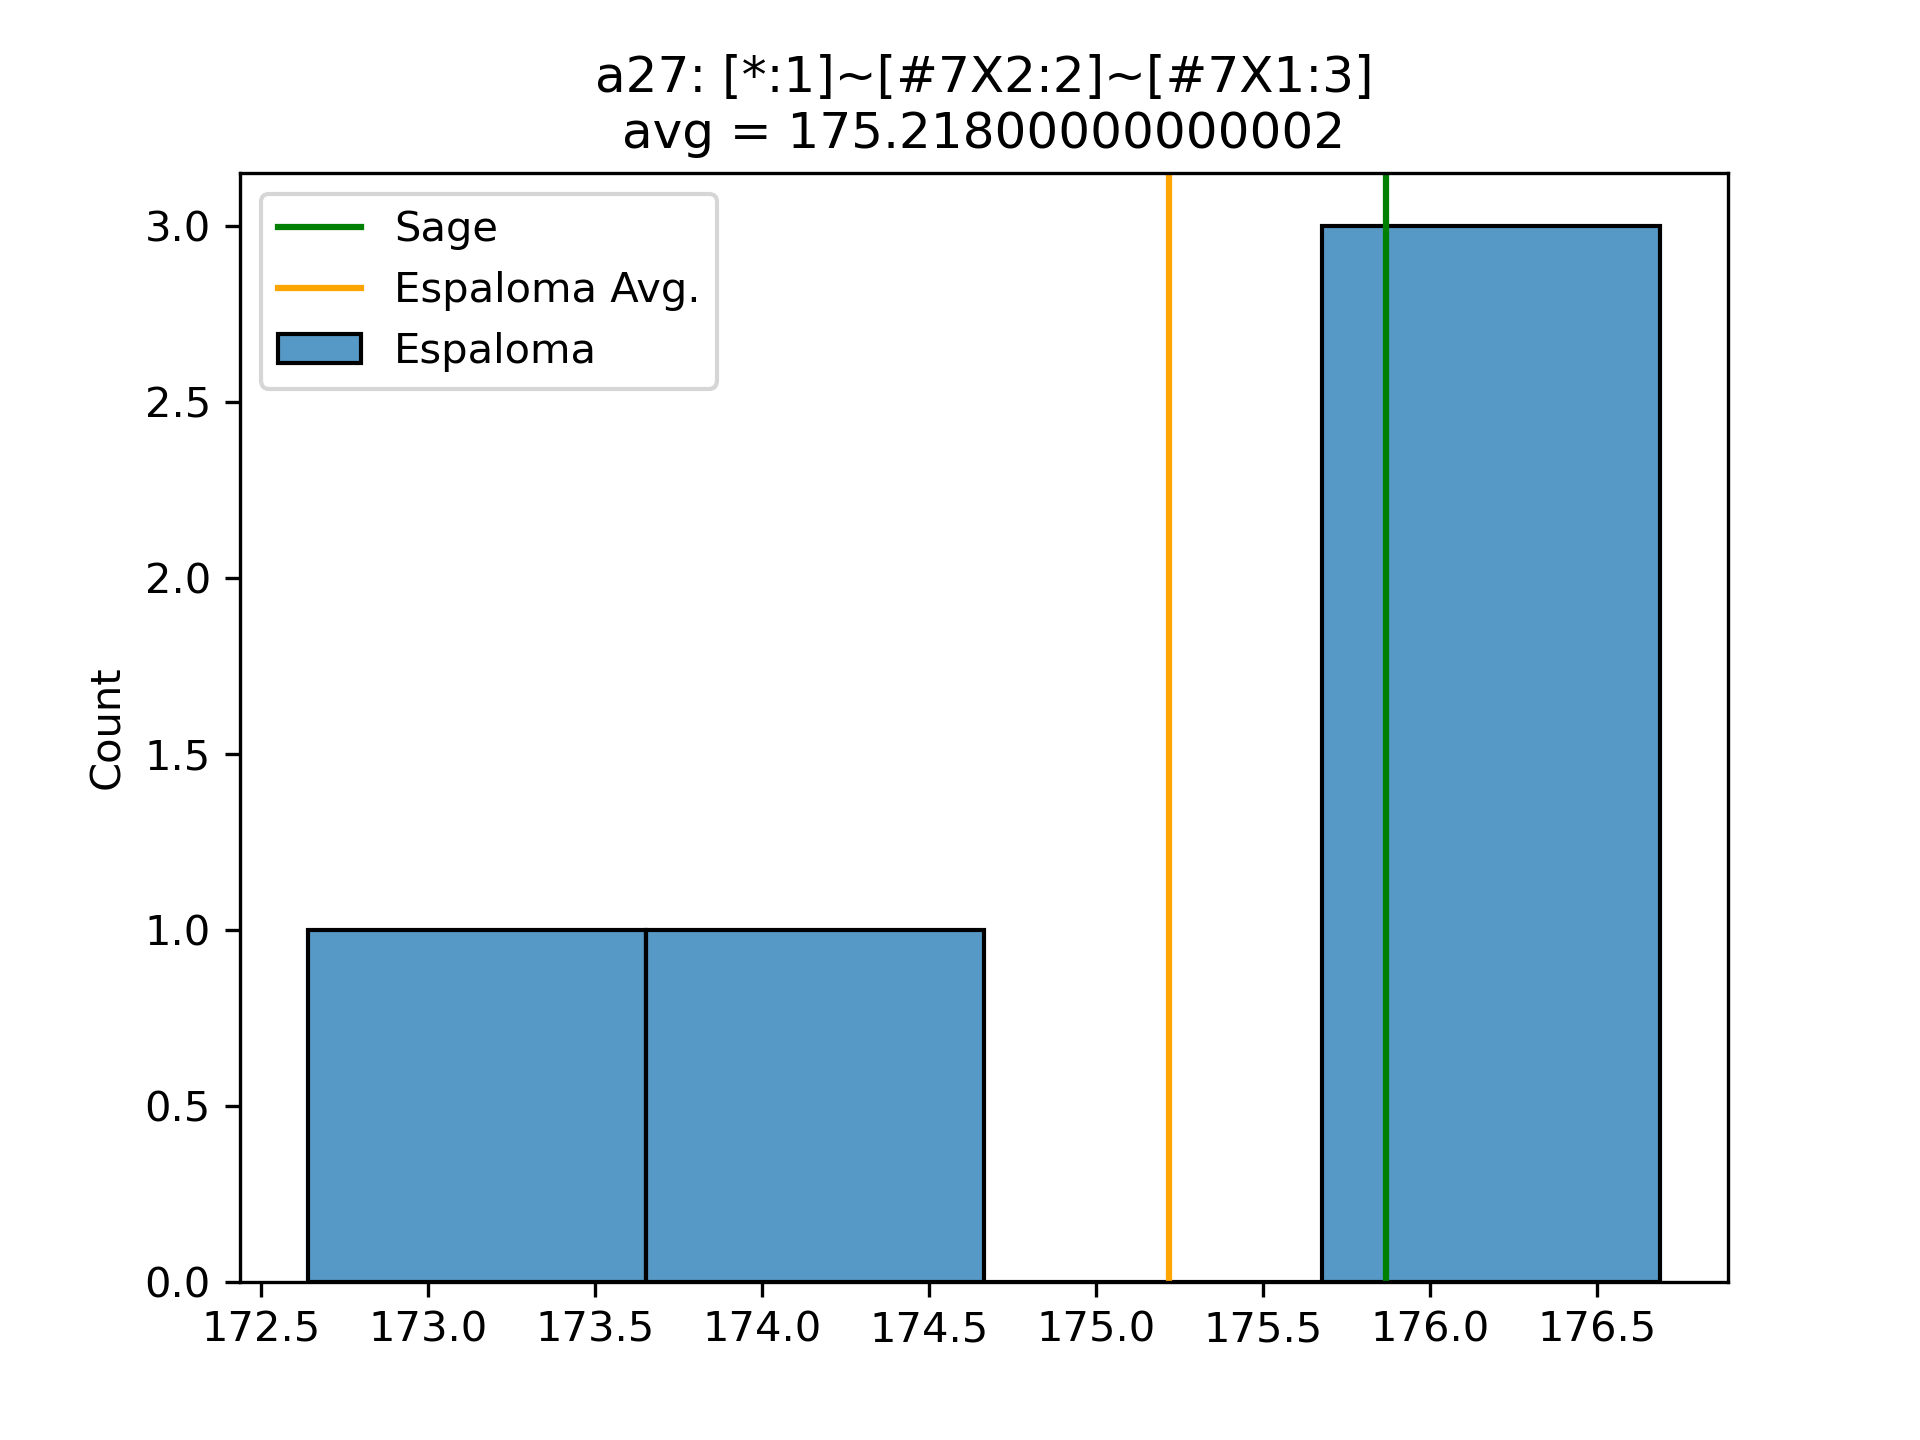 a27: [*:1]~[#7X2:2]~[#7X1:3]
avg = 175.21800000000002
Sage
Espaloma Avg.
Espaloma
3.0
2.5
2.0
1.5
1.0
0.5
0.0
Count
172.5 173.0 173.5 174.0 174.5 175.0 175.5 176.0 176.5